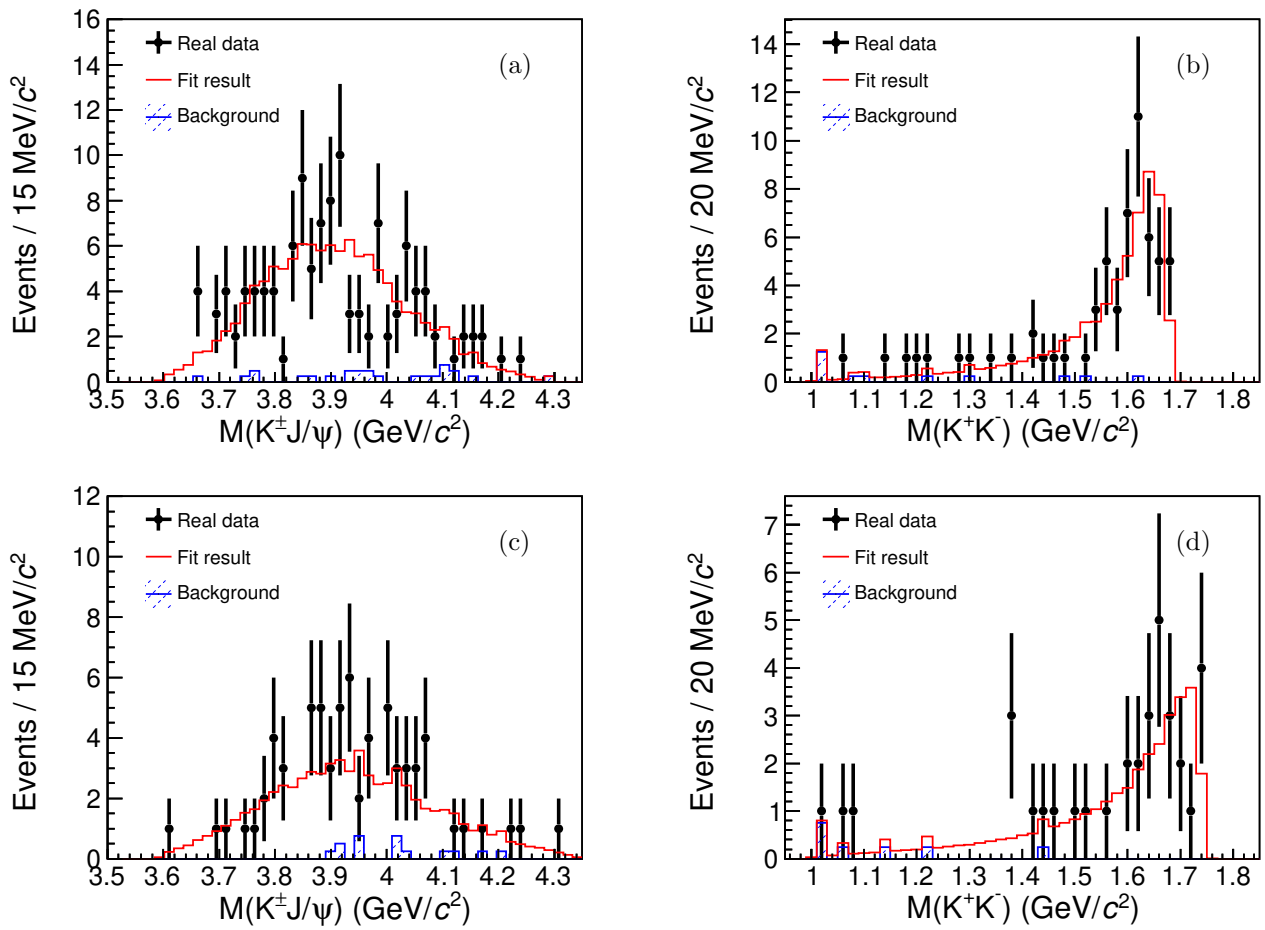 16
14
12
10
8
6
4
2
0
Events / 15 MeV/c²
Real data
Fit result
Background
(a)
3.5 3.6 3.7 3.8 3.9 4 4.1 4.2 4.3
M(K±J/ψ) (GeV/c²)
14
12
10
8
6
4
2
0
Events / 20 MeV/c²
Real data
Fit result
Background
(b)
1 1.1 1.2 1.3 1.4 1.5 1.6 1.7 1.8
M(K⁺K⁻) (GeV/c²)
12
10
8
6
4
2
0
Events / 15 MeV/c²
Real data
Fit result
Background
(c)
3.5 3.6 3.7 3.8 3.9 4 4.1 4.2 4.3
M(K±J/ψ) (GeV/c²)
7
6
5
4
3
2
1
0
Events / 20 MeV/c²
Real data
Fit result
Background
(d)
1 1.1 1.2 1.3 1.4 1.5 1.6 1.7 1.8
M(K⁺K⁻) (GeV/c²)